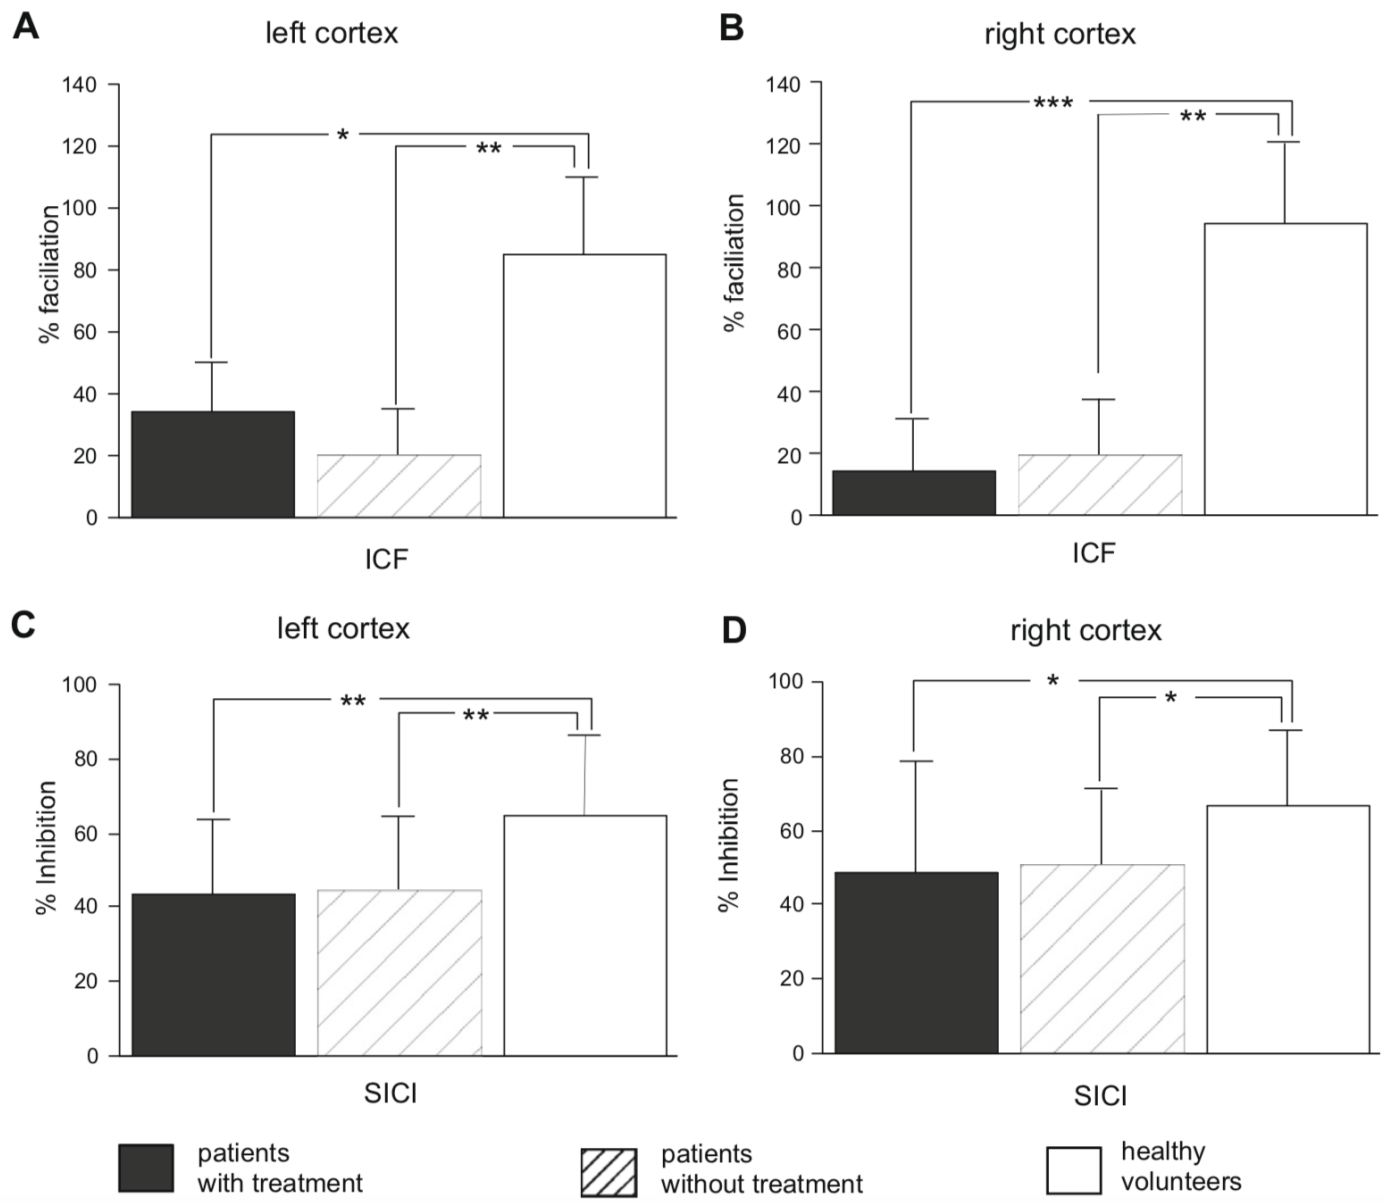 A
left cortex
140
120
100
80
60
40
20
0
% faciliation
*
**
ICF
B
right cortex
140
120
100
80
60
40
20
0
% faciliation
***
**
ICF
C
left cortex
100
80
60
40
20
0
% Inhibition
**
**
SICI
D
right cortex
100
80
60
40
20
0
% Inhibition
*
*
SICI
patients
with treatment
patients
without treatment
healthy
volunteers